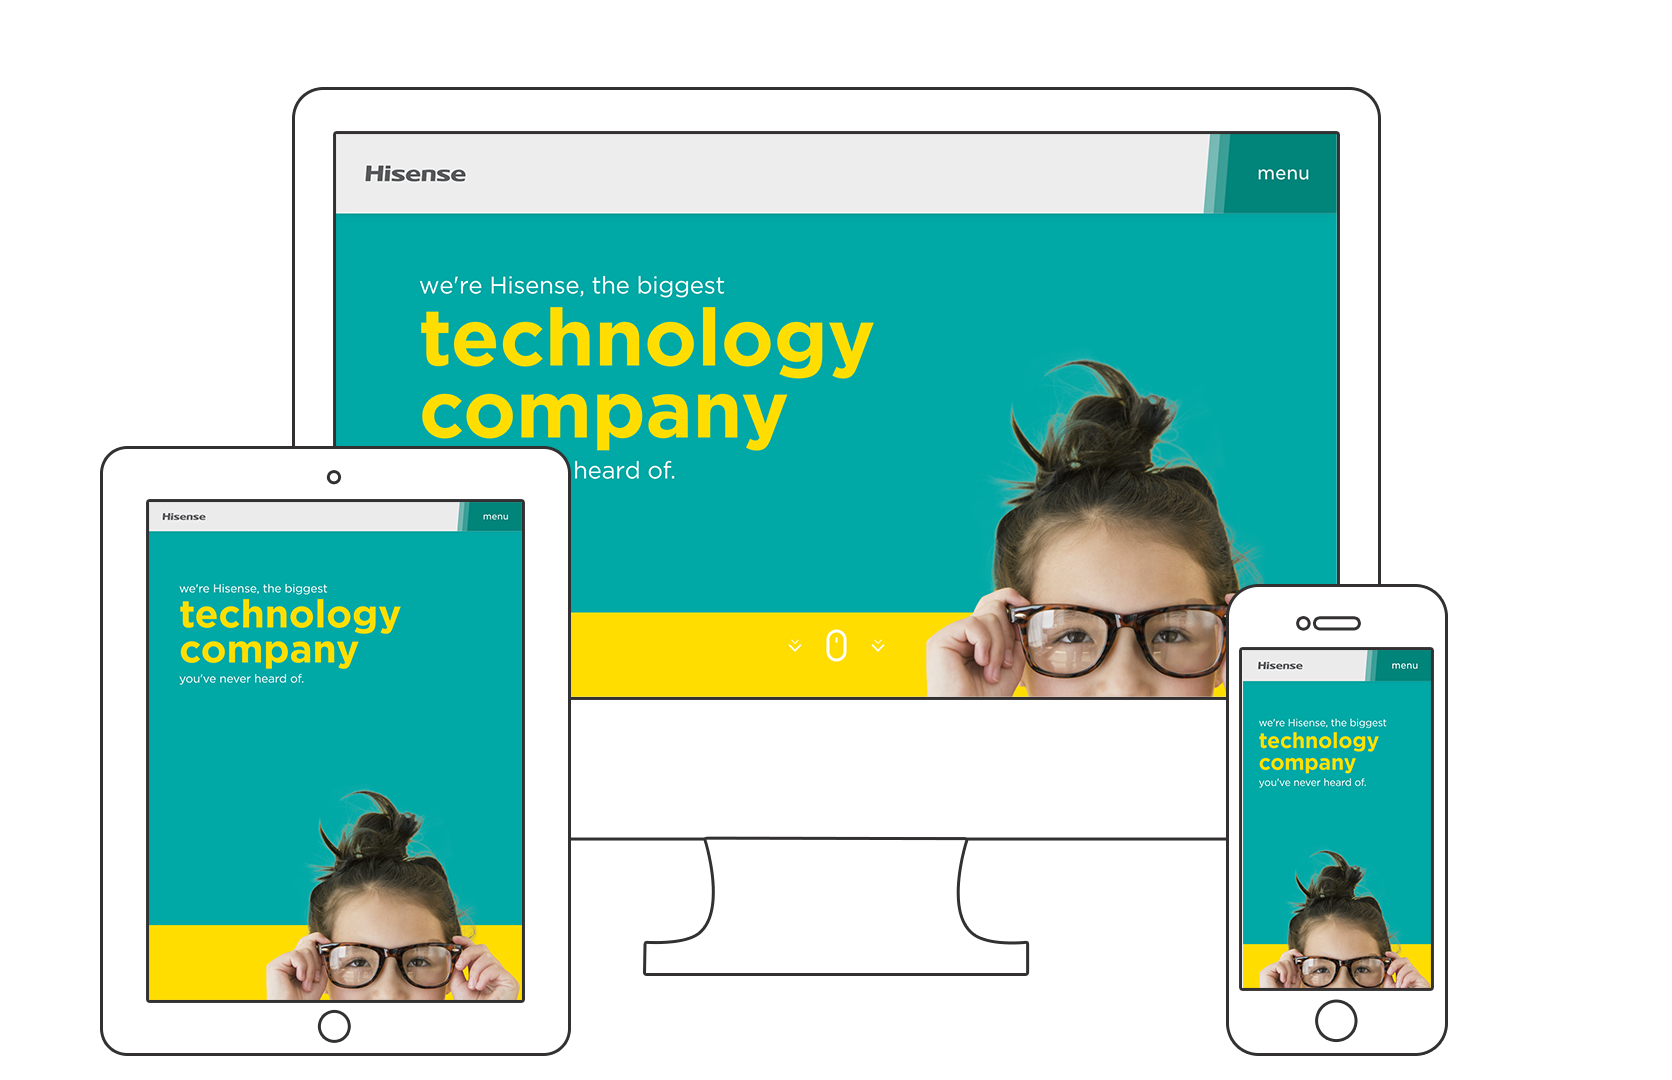 Hisense
menu
we're Hisense, the biggest
technology
company
heard of.
Hisense
menu
we're Hisense, the biggest
technology
company
you've never heard of.
Hisense
menu
we're Hisense, the biggest
technology
company
you've never heard of.